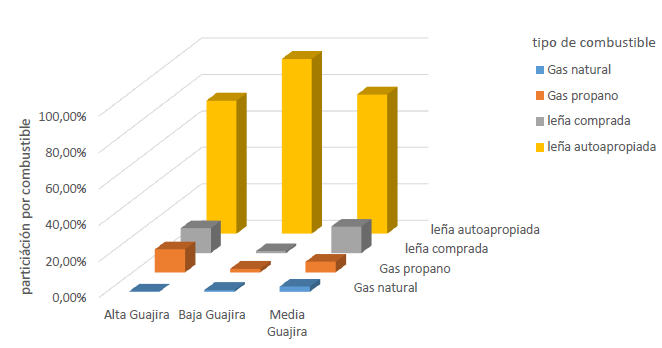 tipo de combustible
Gas natural
Gas propano
leña comprada
leña autoapropiada
particiàción por combustible
100,00%
80,00%
60,00%
40,00%
20,00%
0,00%
leña autoapropiada
leña comprada
Gas propano
Gas natural
Alta Guajira
Baja Guajira
Media
Guajira